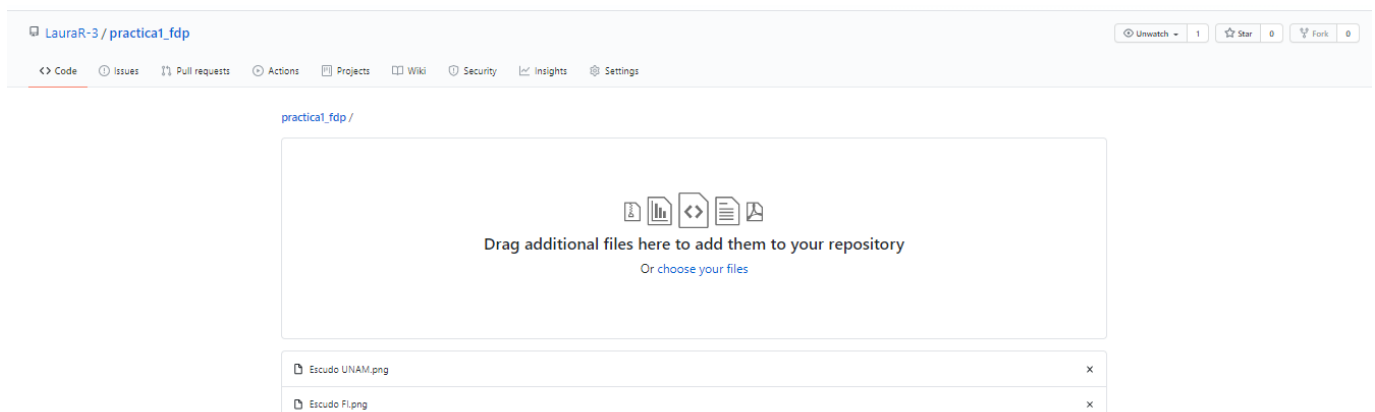 LauraR-3 / practica1_fdp
Unwatch 1 Star 0 Fork 0
Code Issues Pull requests Actions Projects Wiki Security Insights Settings
practica1_fdp /
Drag additional files here to add them to your repository
Or choose your files
Escudo UNAM.png
Escudo FI.png